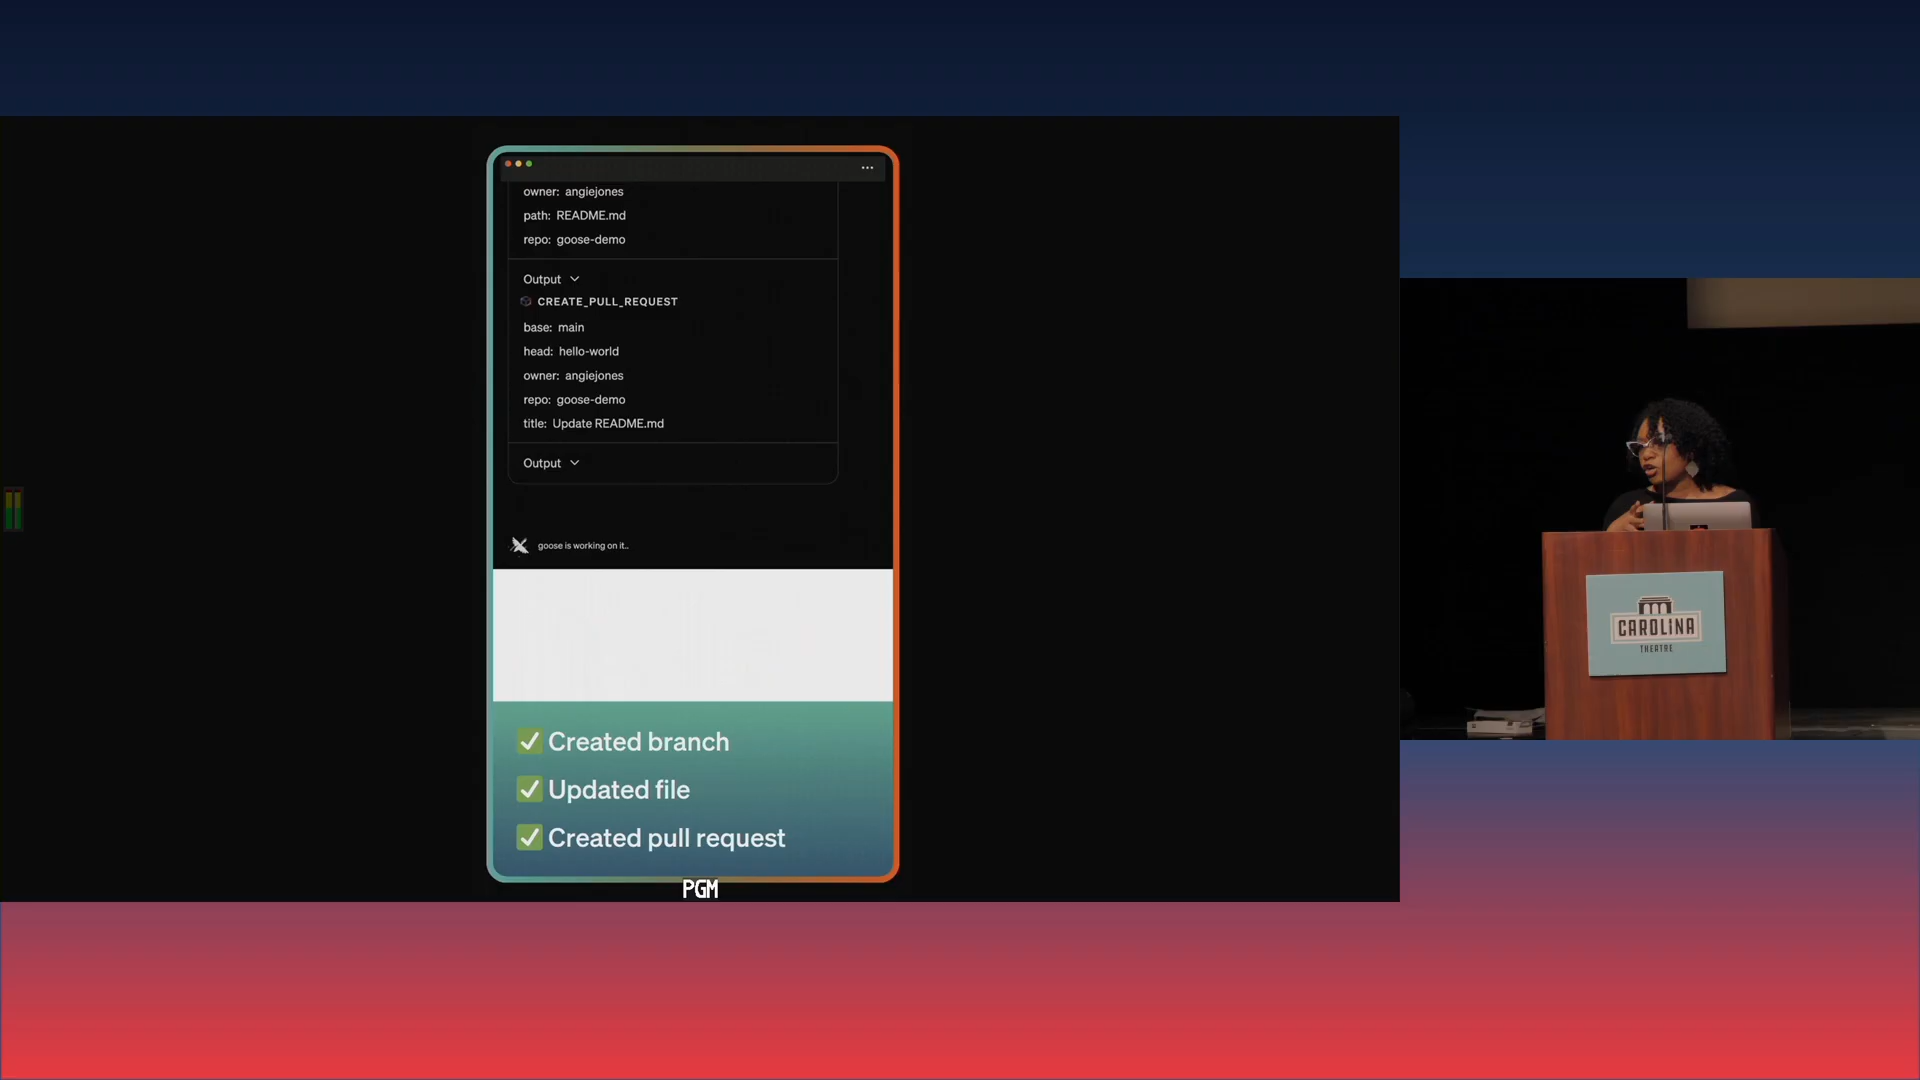 owner: angiejones
path: README.md
repo: goose-demo
Output
CREATE_PULL_REQUEST
base: main
head: hello-world
owner: angiejones
repo: goose-demo
title: Update README.md
Output
goose is working on it..
Created branch
Updated file
Created pull request
PGM
CAROLINA
THEATRE